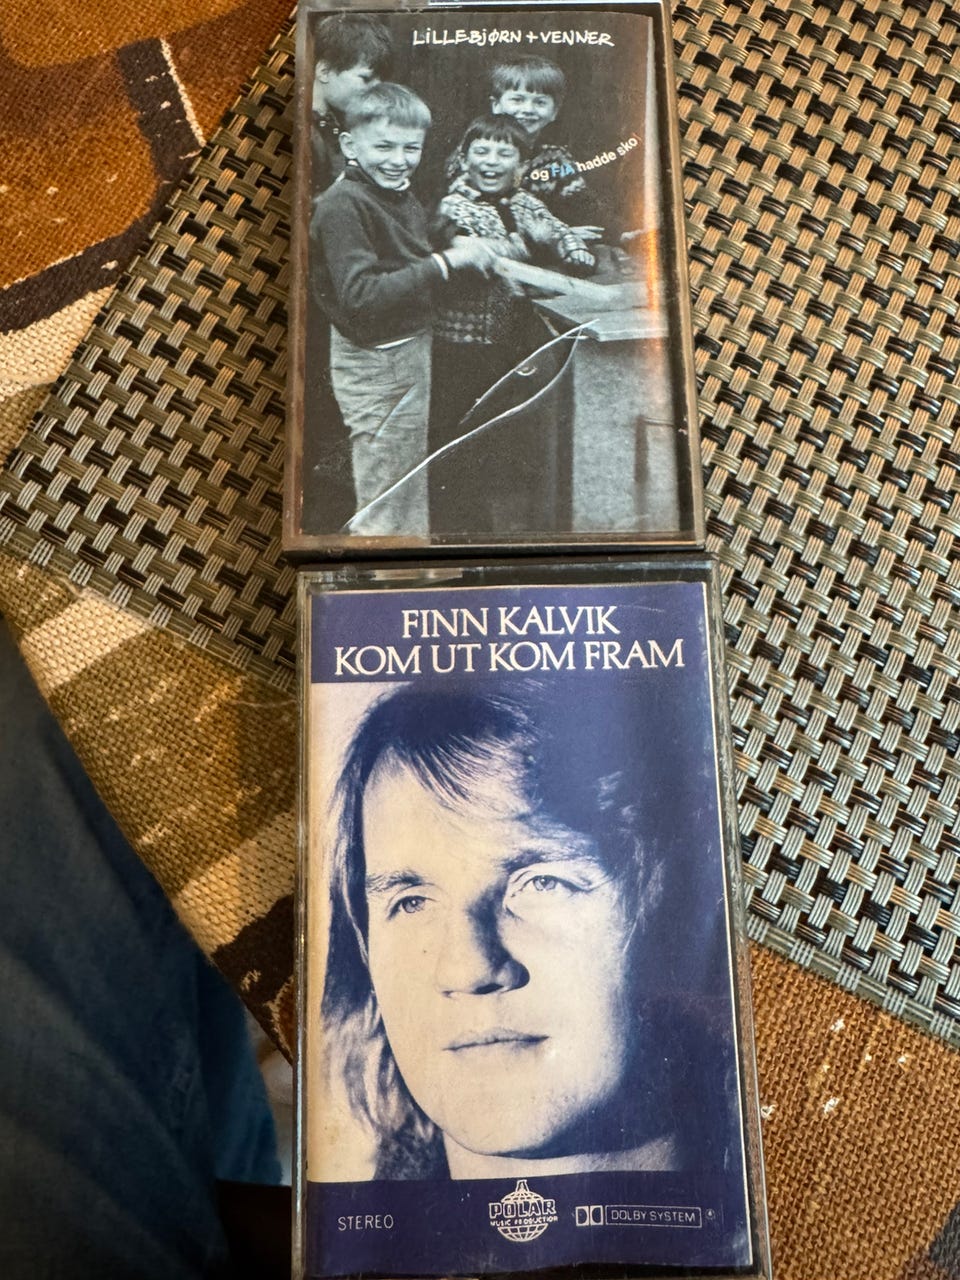 LiLLEBJØRN + VENNER
og FIA hadde sko!
FINN KALVIK
KOM UT KOM FRAM
STEREO
POLAR
MUSIC PRODUCTION
DOLBY SYSTEM